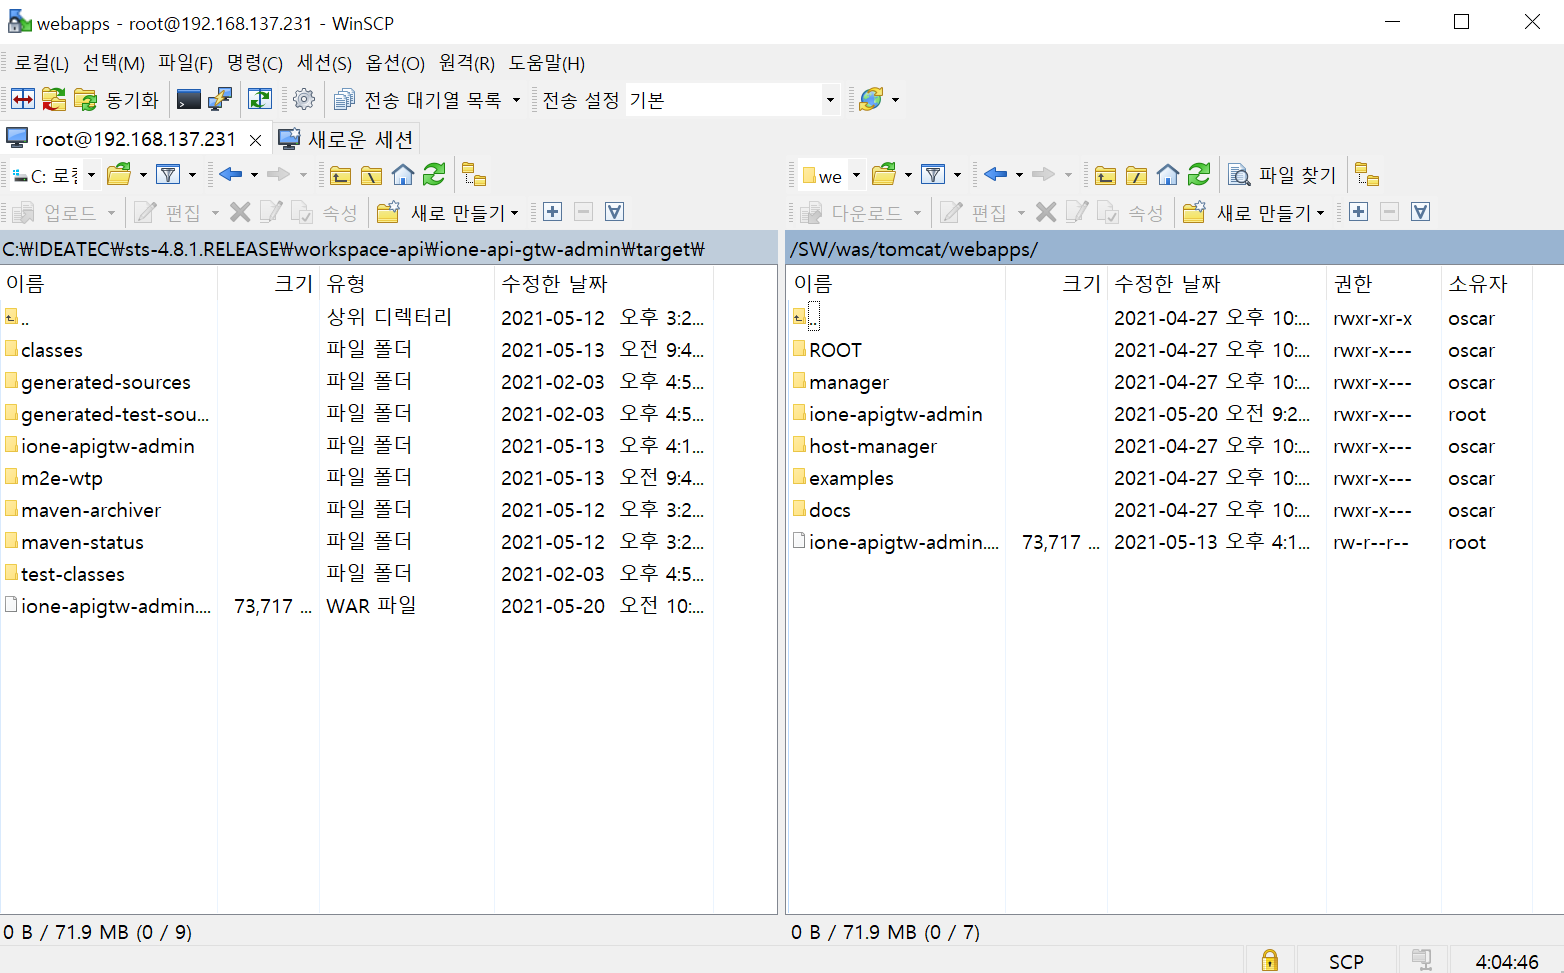 webapps - root@192.168.137.231 - WinSCP
로컬(L) 선택(M) 파일(F) 명령(C) 세션(S) 옵션(O) 원격(R) 도움말(H)
동기화 전송 대기열 목록 전송 설정 기본
root@192.168.137.231 새로운 세션
C: 로컬
업로드 편집 속성 새로 만들기
C:₩IDEATEC₩sts-4.8.1.RELEASE₩workspace-api₩ione-api-gtw-admin₩target₩
이름 크기 유형 수정한 날짜
.. 상위 디렉터리 2021-05-12 오후 3:2...
classes 파일 폴더 2021-05-13 오전 9:4...
generated-sources 파일 폴더 2021-02-03 오후 4:5...
generated-test-sou... 파일 폴더 2021-02-03 오후 4:5...
ione-apigtw-admin 파일 폴더 2021-05-13 오후 4:1...
m2e-wtp 파일 폴더 2021-05-13 오전 9:4...
maven-archiver 파일 폴더 2021-05-12 오후 3:2...
maven-status 파일 폴더 2021-05-12 오후 3:2...
test-classes 파일 폴더 2021-02-03 오후 4:5...
ione-apigtw-admin.... 73,717 ... WAR 파일 2021-05-20 오전 10:...
0 B / 71.9 MB (0 / 9)
we 파일 찾기
다운로드 편집 속성 새로 만들기
/SW/was/tomcat/webapps/
이름 크기 수정한 날짜 권한 소유자
.. 2021-04-27 오후 10:... rwxr-xr-x oscar
ROOT 2021-04-27 오후 10:... rwxr-x--- oscar
manager 2021-04-27 오후 10:... rwxr-x--- oscar
ione-apigtw-admin 2021-05-20 오전 9:2... rwxr-x--- root
host-manager 2021-04-27 오후 10:... rwxr-x--- oscar
examples 2021-04-27 오후 10:... rwxr-x--- oscar
docs 2021-04-27 오후 10:... rwxr-x--- oscar
ione-apigtw-admin.... 73,717 ... 2021-05-13 오후 4:1... rw-r--r-- root
0 B / 71.9 MB (0 / 7)
SCP 4:04:46